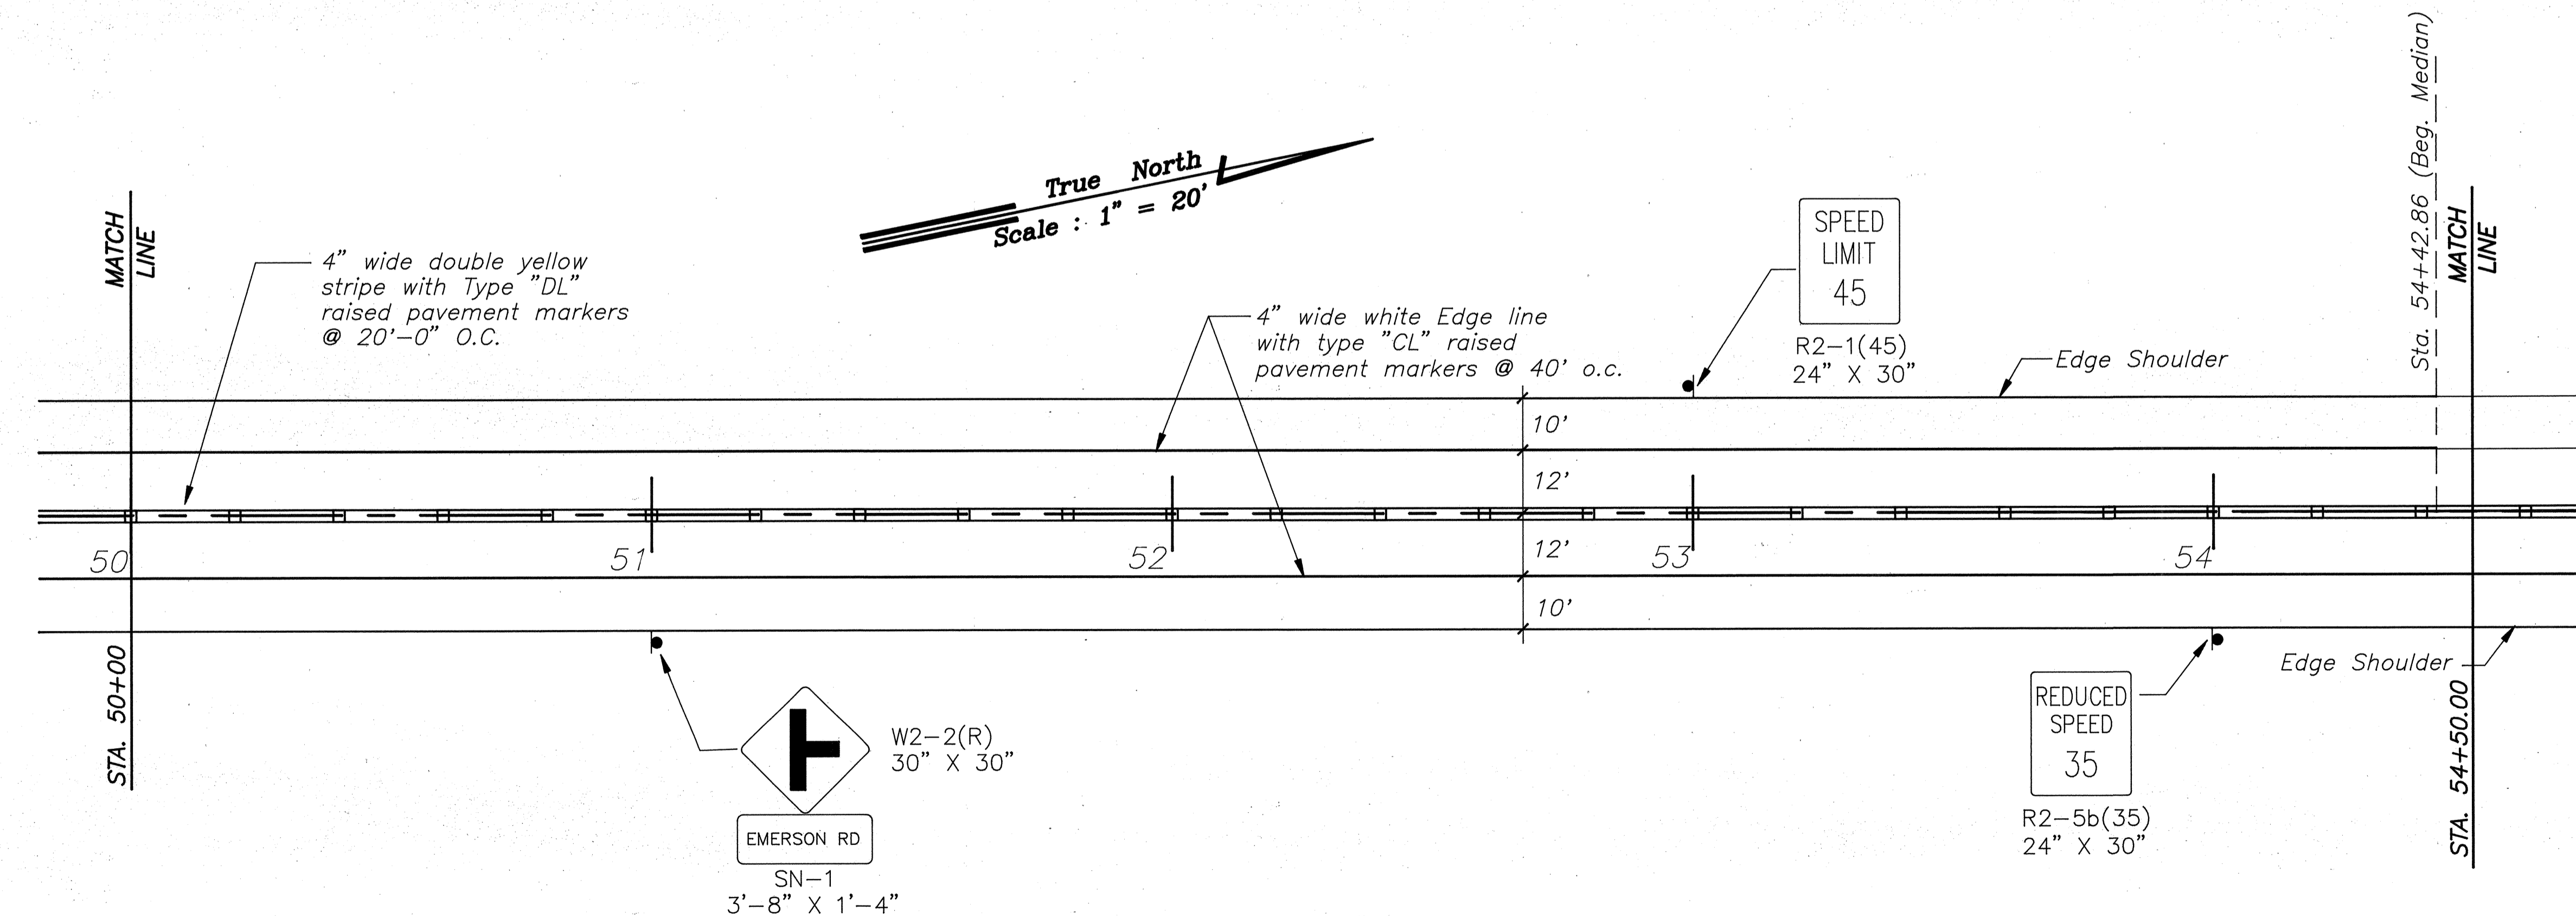 Sta. 54+42.86 (Beg. Median)
True North
Scale : 1" = 20'
MATCH
LINE
4" wide double yellow
stripe with Type "DL"
raised pavement markers
@ 20'-0" O.C.
4" wide white Edge line
with type "CL" raised
pavement markers @ 40' o.c.
SPEED
LIMIT
45
R2-1(45)
24" X 30"
Edge Shoulder
MATCH
LINE
10'
12'
12'
10'
50
51
52
53
54
STA. 50+00
W2-2(R)
30" X 30"
EMERSON RD
SN-1
3'-8" X 1'-4"
REDUCED
SPEED
35
R2-5b(35)
24" X 30"
Edge Shoulder
STA. 54+50.00